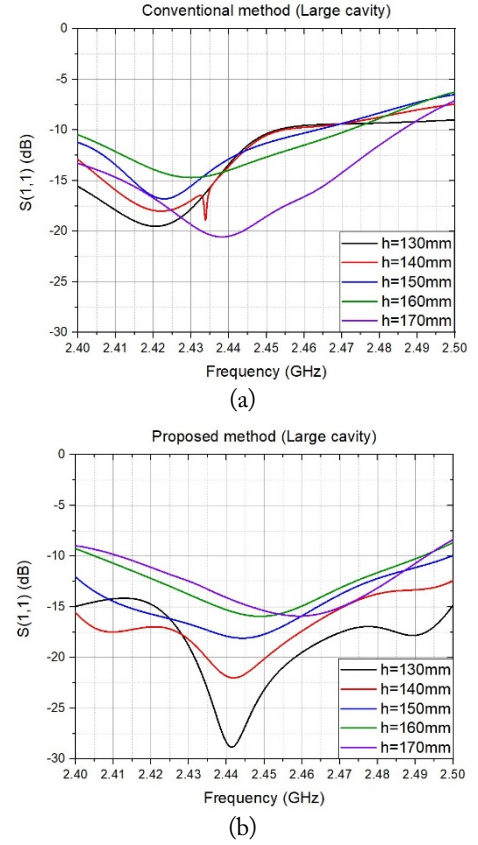 Conventional method (Large cavity)
0
-5
-10
-15
-20
-25
-30
S(1,1) (dB)
h=130mm
h=140mm
h=150mm
h=160mm
h=170mm
2.40 2.41 2.42 2.43 2.44 2.45 2.46 2.47 2.48 2.49 2.50
Frequency (GHz)
(a)
Proposed method (Large cavity)
0
-5
-10
-15
-20
-25
-30
S(1,1) (dB)
h=130mm
h=140mm
h=150mm
h=160mm
h=170mm
2.40 2.41 2.42 2.43 2.44 2.45 2.46 2.47 2.48 2.49 2.50
Frequency (GHz)
(b)